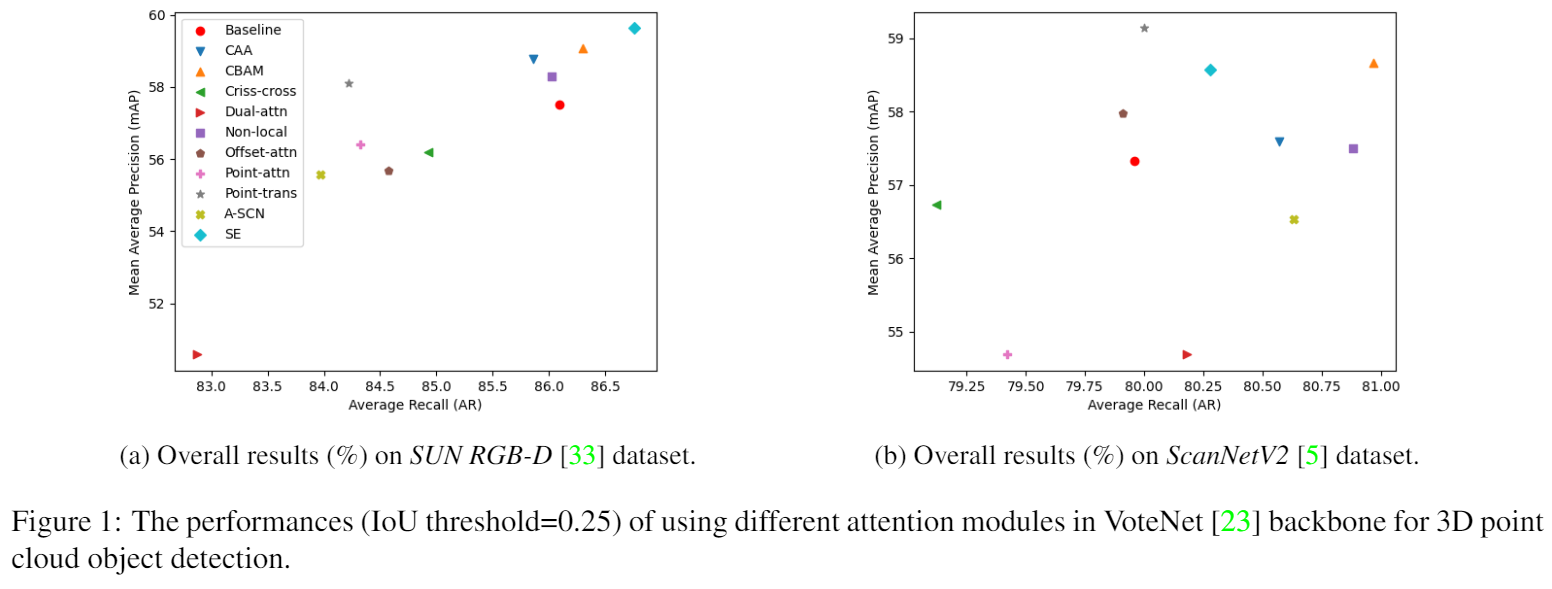 60
58
56
54
52
Mean Average Precision (mAP)
Baseline
CAA
CBAM
Criss-cross
Dual-attn
Non-local
Offset-attn
Point-attn
Point-trans
A-SCN
SE
83.0 83.5 84.0 84.5 85.0 85.5 86.0 86.5
Average Recall (AR)
(a) Overall results (%) on SUN RGB-D [33] dataset.
59
58
57
56
55
Mean Average Precision (mAP)
79.25 79.50 79.75 80.00 80.25 80.50 80.75 81.00
Average Recall (AR)
(b) Overall results (%) on ScanNetV2 [5] dataset.
Figure 1: The performances (IoU threshold=0.25) of using different attention modules in VoteNet [23] backbone for 3D point
cloud object detection.